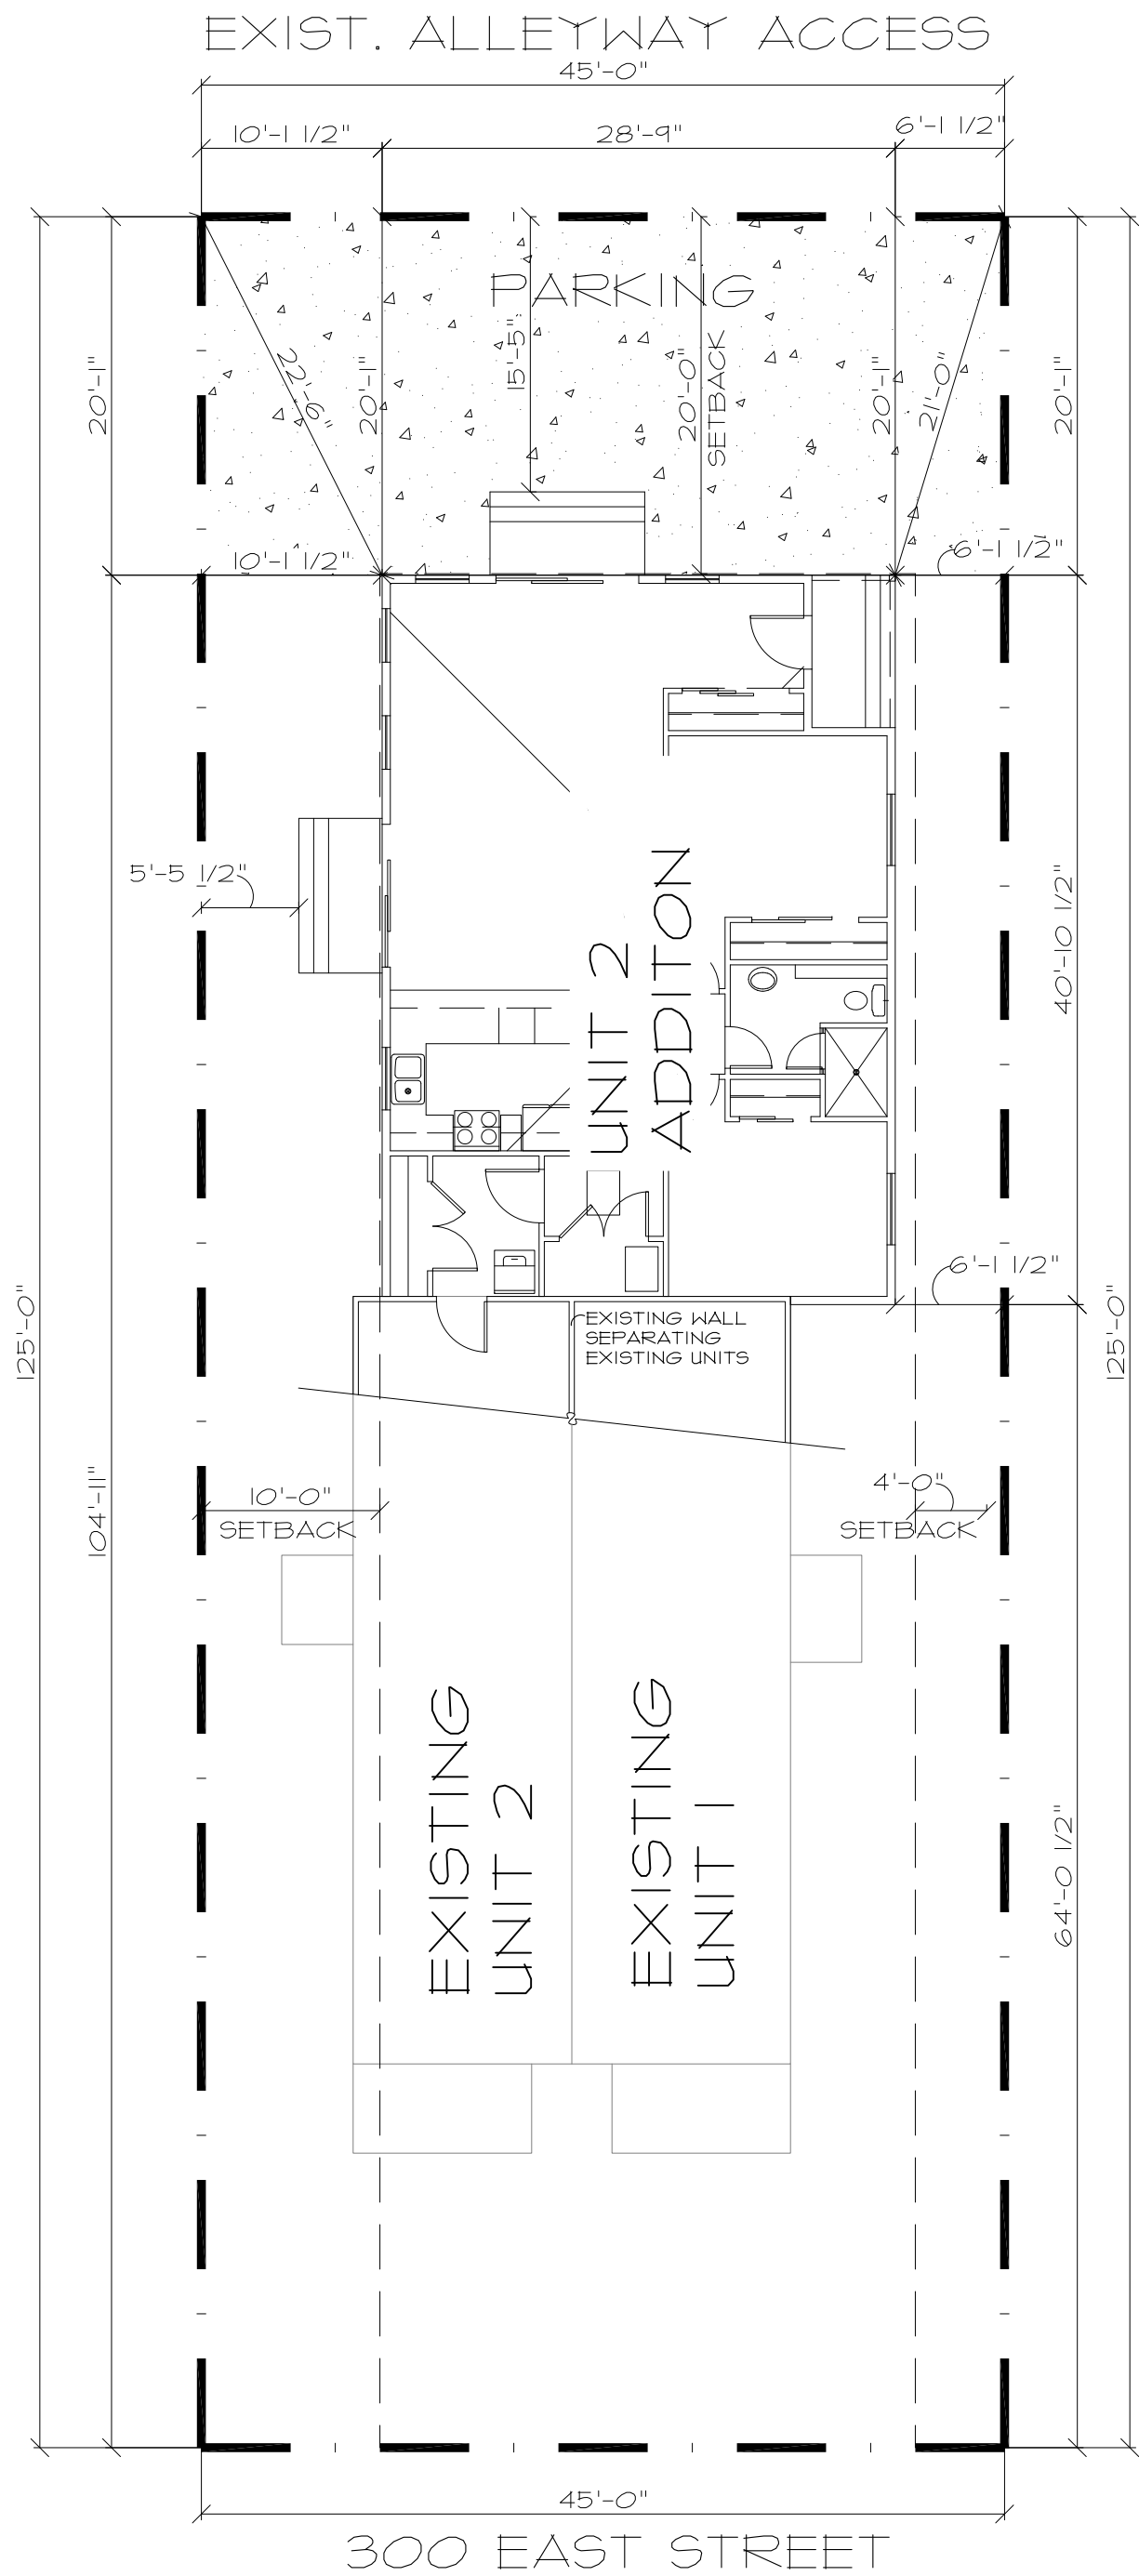 EXIST. ALLEYWAY ACCESS
45'-0"
10'-1 1/2"
28'-9"
6'-1 1/2"
PARKING
20'-1"
22'-6"
20'-1"
15'-5"
20'-0"
SETBACK
20'-1"
21'-0"
20'-1"
10'-1 1/2"
6'-1 1/2"
5'-5 1/2"
UNIT 2
ADDITON
40'-10 1/2"
6'-1 1/2"
125'-0"
EXISTING WALL
SEPARATING
EXISTING UNITS
125'-0"
104'-11"
10'-0"
SETBACK
4'-0"
SETBACK
EXISTING
UNIT 2
EXISTING
UNIT 1
64'-0 1/2"
45'-0"
300 EAST STREET